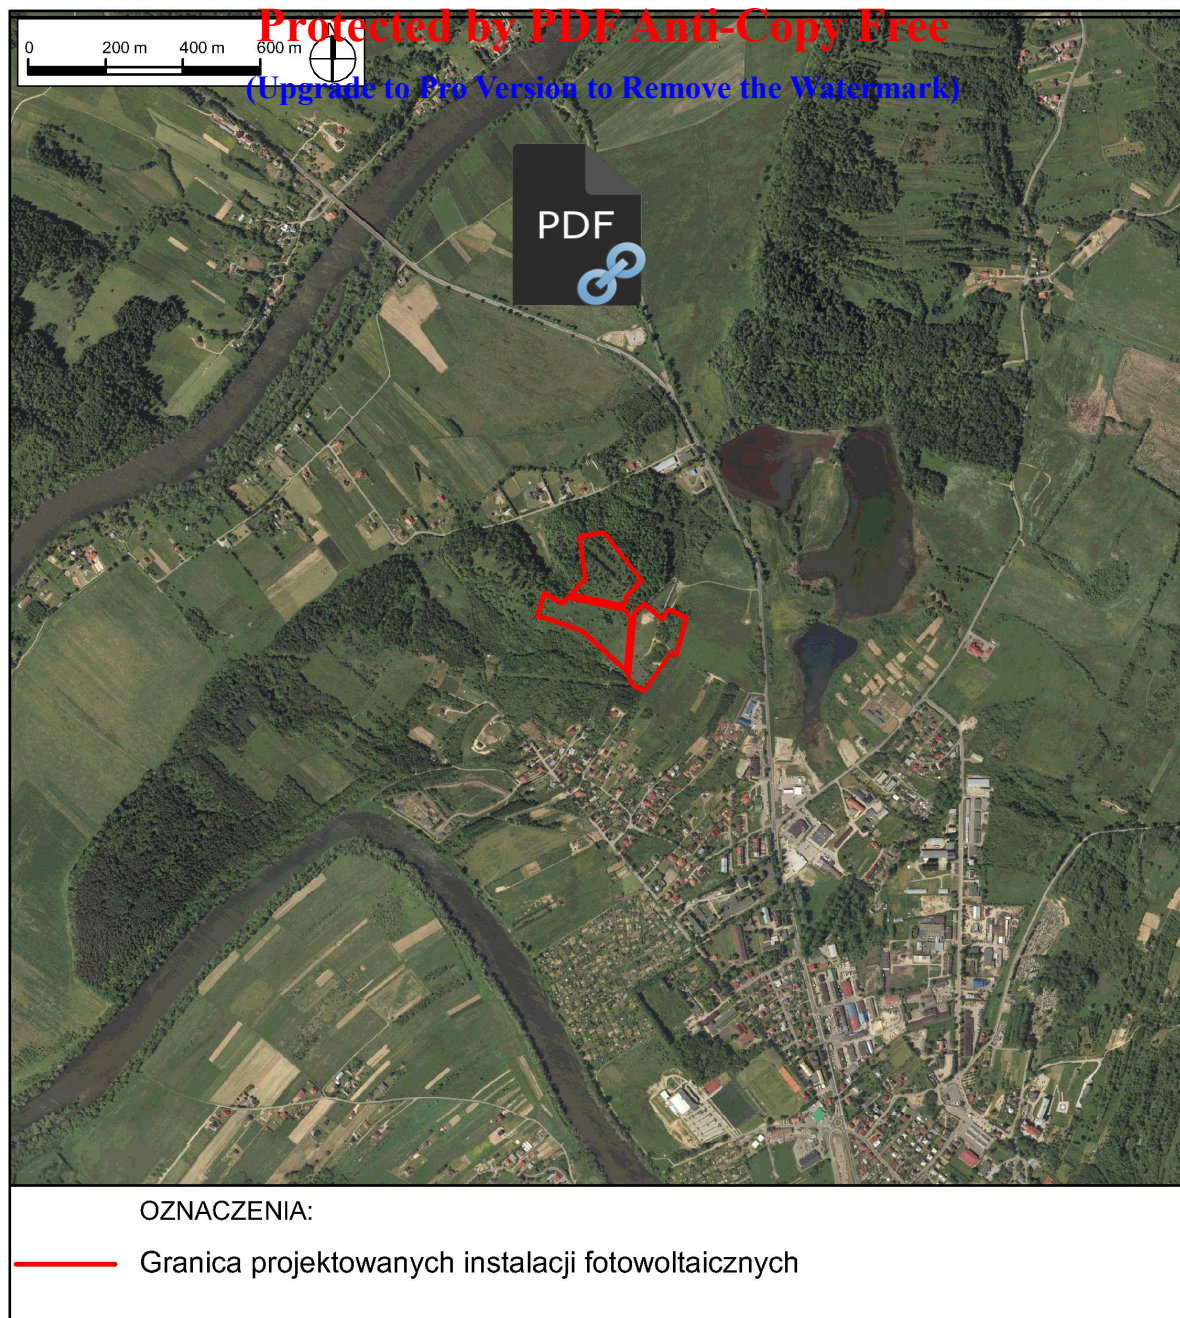 Protected by PDF Anti-Copy Free
(Upgrade to Pro Version to Remove the Watermark)
0 200 m 400 m 600 m N
PDF
OZNACZENIA:
Granica projektowanych instalacji fotowoltaicznych